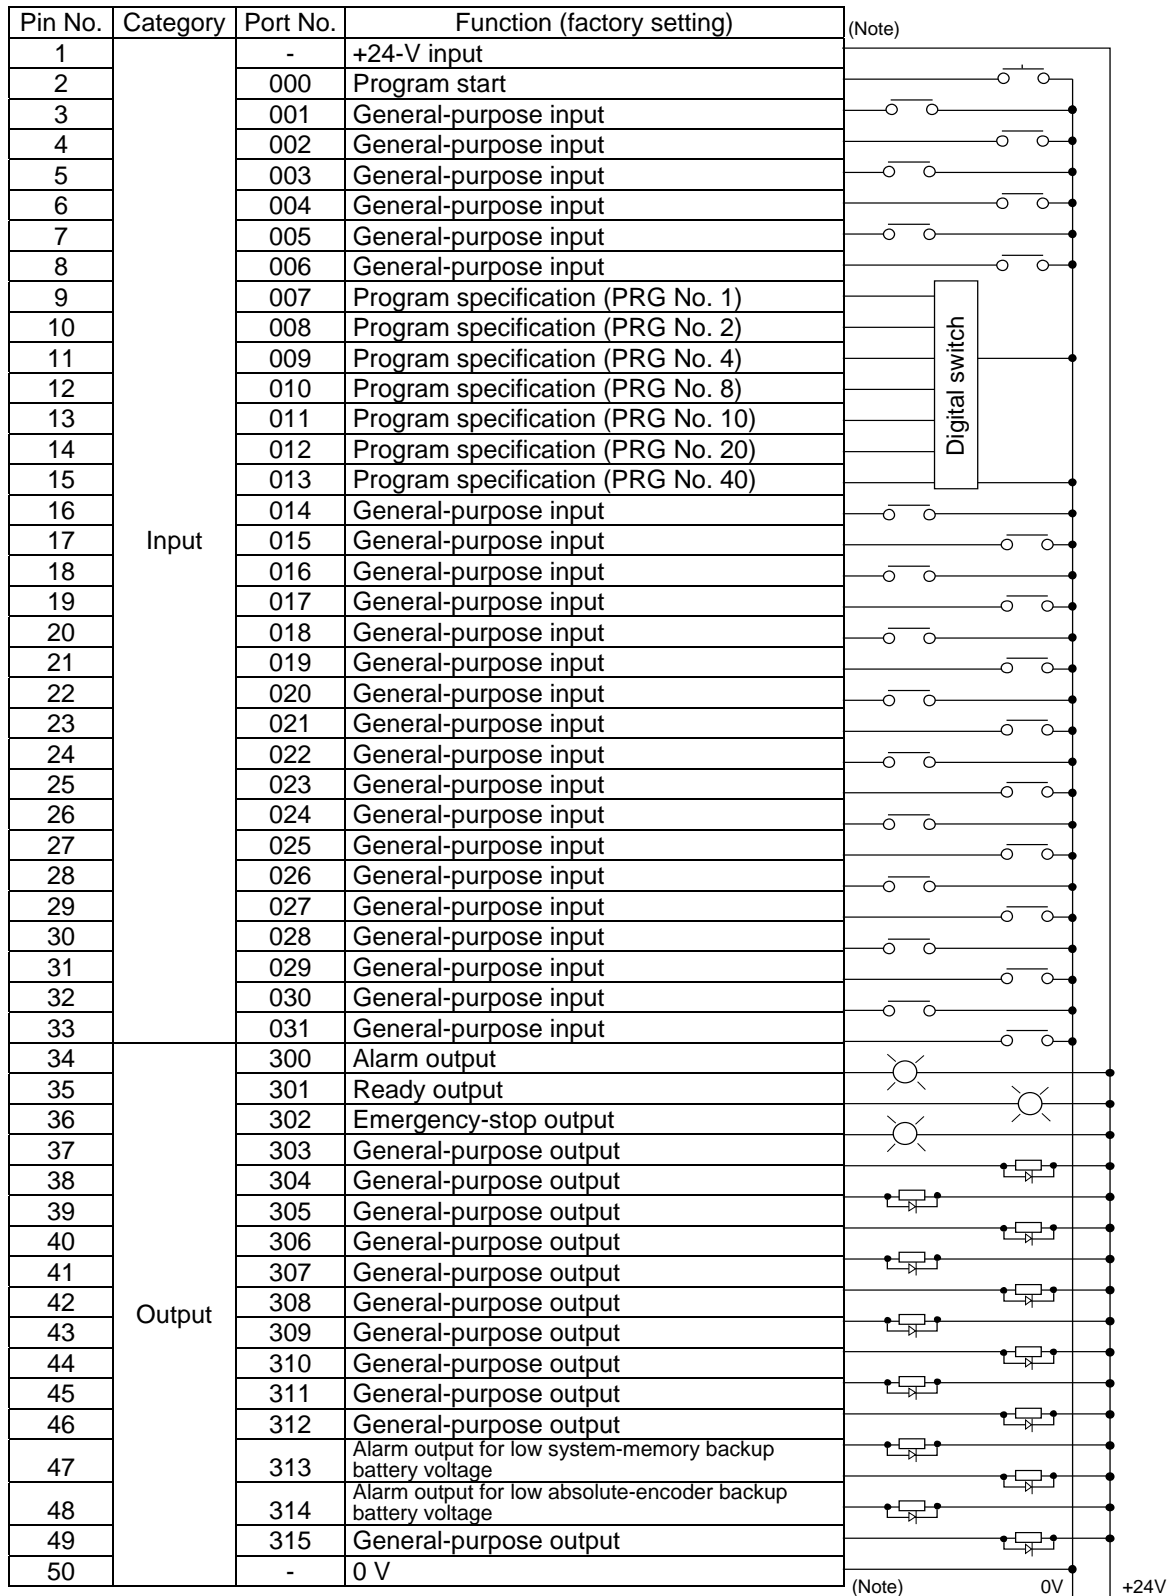 Pin No. Category Port No. Function (factory setting) (Note)
1 - +24-V input
2 000 Program start
3 001 General-purpose input
4 002 General-purpose input
5 003 General-purpose input
6 004 General-purpose input
7 005 General-purpose input
8 006 General-purpose input
9 007 Program specification (PRG No. 1)
10 008 Program specification (PRG No. 2)
11 009 Program specification (PRG No. 4)
12 010 Program specification (PRG No. 8)
13 011 Program specification (PRG No. 10)
14 012 Program specification (PRG No. 20)
15 013 Program specification (PRG No. 40)
Digital switch
16 014 General-purpose input
17 Input 015 General-purpose input
18 016 General-purpose input
19 017 General-purpose input
20 018 General-purpose input
21 019 General-purpose input
22 020 General-purpose input
23 021 General-purpose input
24 022 General-purpose input
25 023 General-purpose input
26 024 General-purpose input
27 025 General-purpose input
28 026 General-purpose input
29 027 General-purpose input
30 028 General-purpose input
31 029 General-purpose input
32 030 General-purpose input
33 031 General-purpose input
34 300 Alarm output
35 301 Ready output
36 302 Emergency-stop output
37 303 General-purpose output
38 304 General-purpose output
39 305 General-purpose output
40 306 General-purpose output
41 307 General-purpose output
42 Output 308 General-purpose output
43 309 General-purpose output
44 310 General-purpose output
45 311 General-purpose output
46 312 General-purpose output
47 313 Alarm output for low system-memory backup
battery voltage
48 314 Alarm output for low absolute-encoder backup
battery voltage
49 315 General-purpose output
50 - 0 V
(Note) 0V +24V